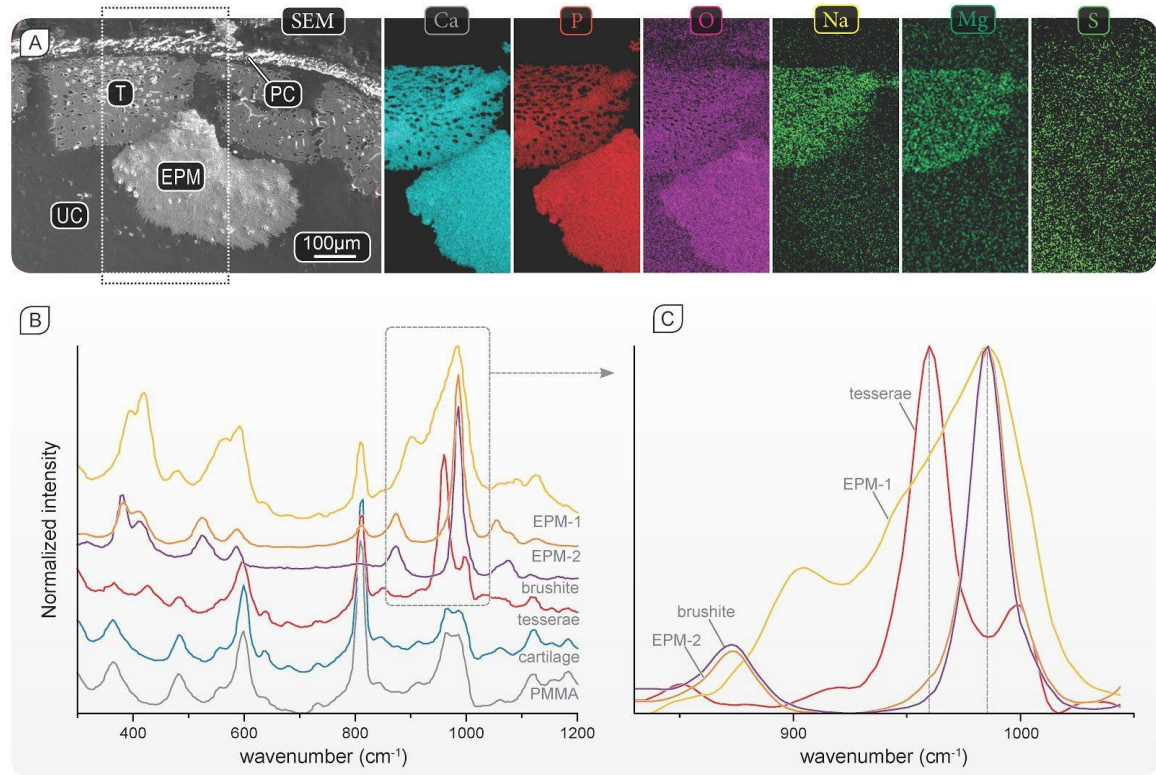 A
SEM
Ca
P
O
Na
Mg
S
T
PC
EPM
UC
100µm
B
C
Normalized intensity
EPM-1
EPM-2
brushite
tesserae
cartilage
PMMA
400
600
800
1000
1200
wavenumber (cm⁻¹)
tesserae
EPM-1
brushite
EPM-2
900
1000
wavenumber (cm⁻¹)